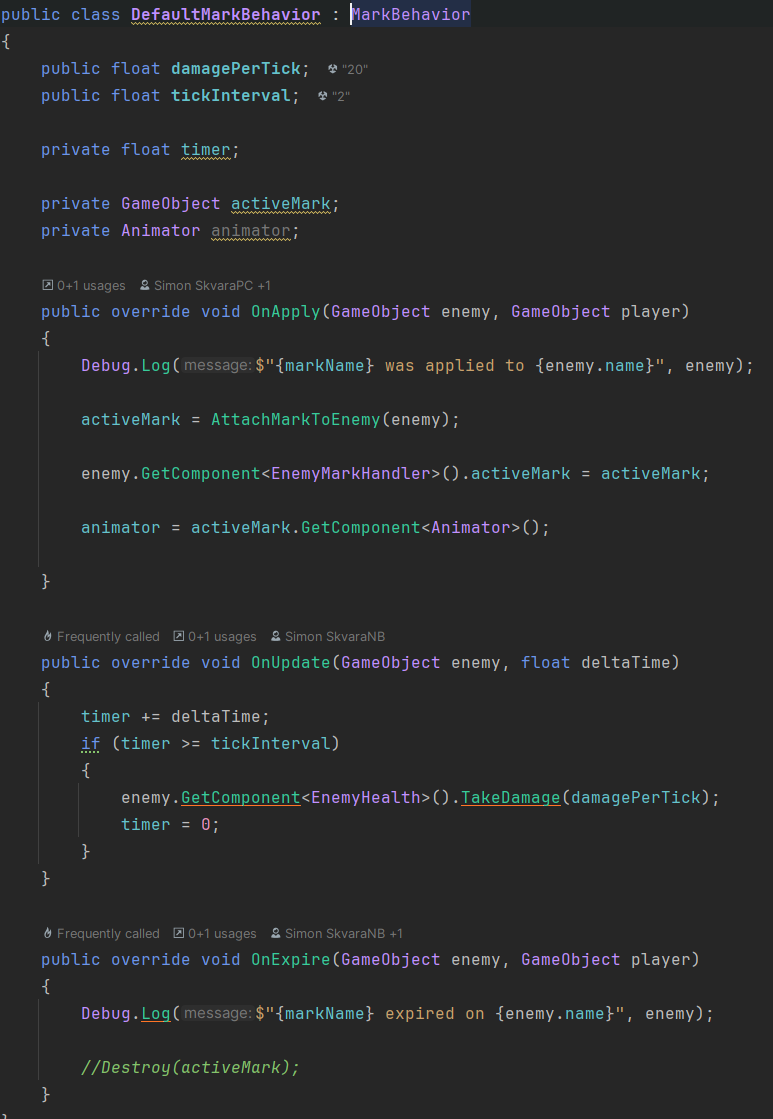 public class DefaultMarkBehavior : MarkBehavior
{
public float damagePerTick; "20"
public float tickInterval; "2"
private float timer;
private GameObject activeMark;
private Animator animator;
0+1 usages Simon SkvaraPC +1
public override void OnApply(GameObject enemy, GameObject player)
{
Debug.Log(message:$"{markName} was applied to {enemy.name}", enemy);
activeMark = AttachMarkToEnemy(enemy);
enemy.GetComponent<EnemyMarkHandler>().activeMark = activeMark;
animator = activeMark.GetComponent<Animator>();
}
Frequently called 0+1 usages Simon SkvaraNB
public override void OnUpdate(GameObject enemy, float deltaTime)
{
timer += deltaTime;
if (timer >= tickInterval)
{
enemy.GetComponent<EnemyHealth>().TakeDamage(damagePerTick);
timer = 0;
}
}
Frequently called 0+1 usages Simon SkvaraNB +1
public override void OnExpire(GameObject enemy, GameObject player)
{
Debug.Log(message:$"{markName} expired on {enemy.name}", enemy);
//Destroy(activeMark);
}
}